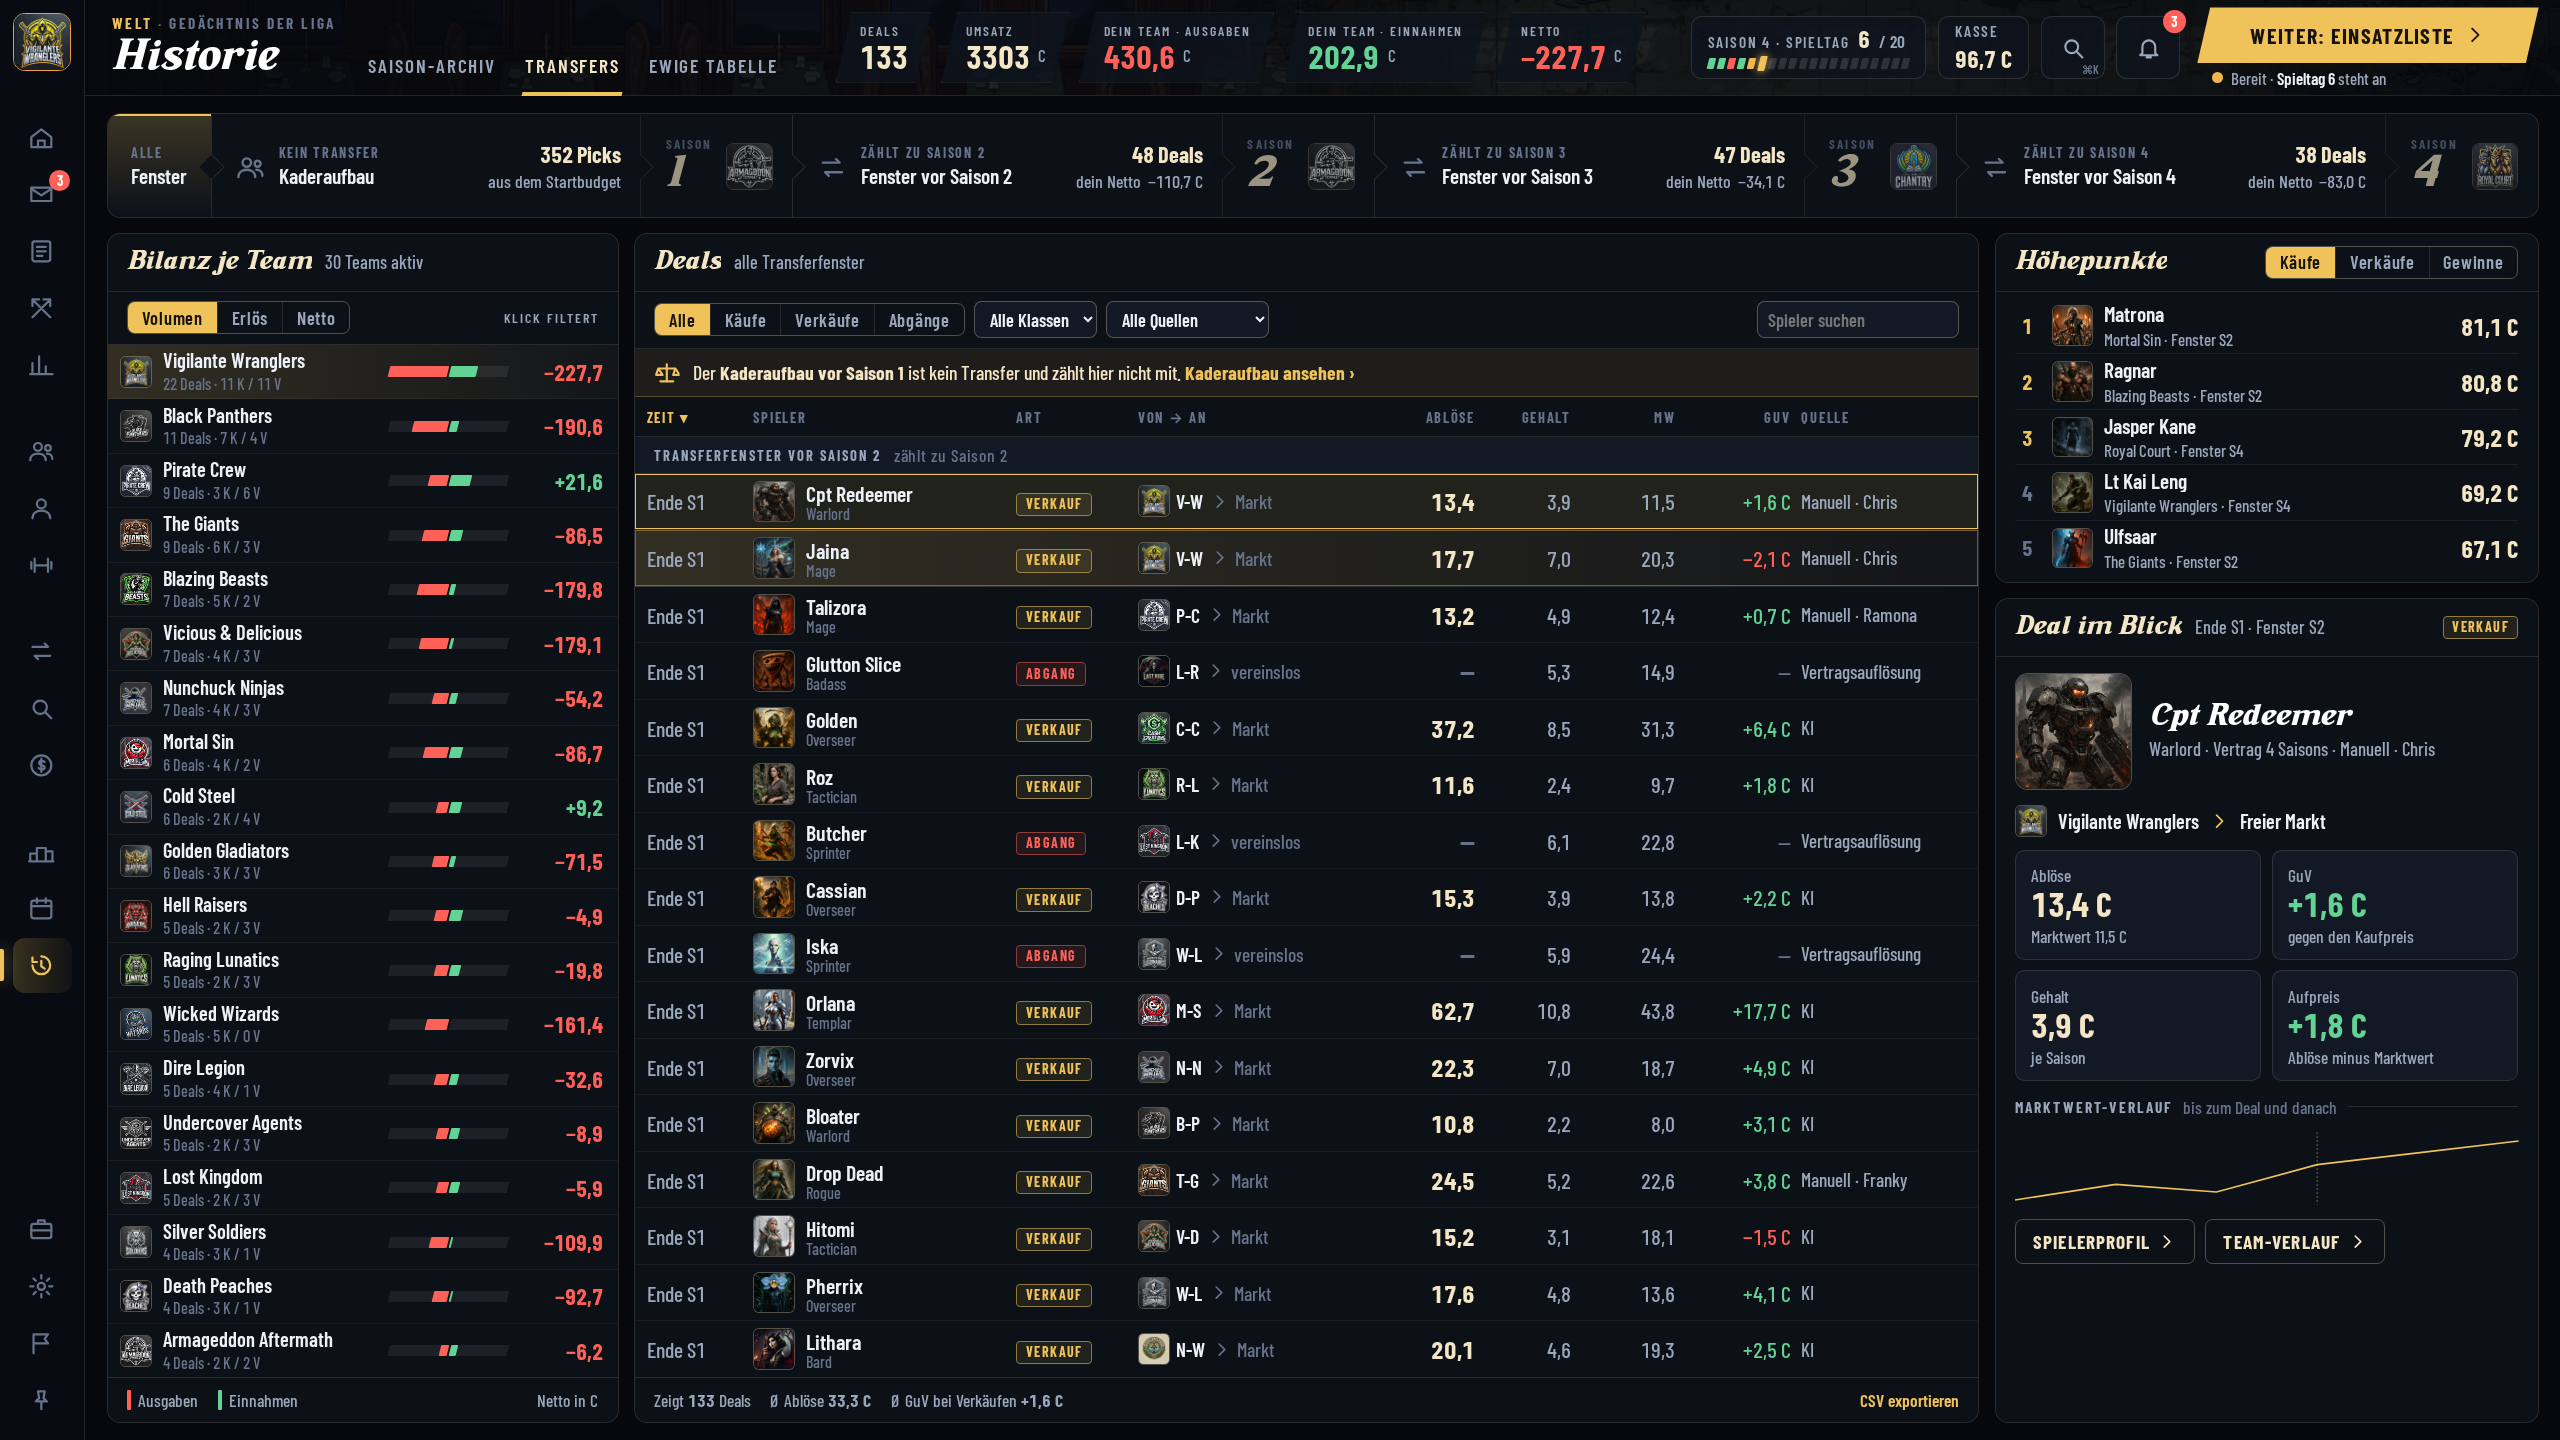 WELT · GEDÄCHTNIS DER LIGA
Historie
SAISON-ARCHIV TRANSFERS EWIGE TABELLE
DEALS 133
UMSATZ 3303 C
DEIN TEAM · AUSGABEN 430,6 C
DEIN TEAM · EINNAHMEN 202,9 C
NETTO −227,7 C
SAISON 4 · SPIELTAG 6 / 20
KASSE 96,7 C
⌘K
3
WEITER: EINSATZLISTE
Bereit · Spieltag 6 steht an
3
ALLE
Fenster
KEIN TRANSFER
Kaderaufbau
352 Picks
aus dem Startbudget
SAISON 1
ZÄHLT ZU SAISON 2
Fenster vor Saison 2
48 Deals
dein Netto −110,7 C
SAISON 2
ZÄHLT ZU SAISON 3
Fenster vor Saison 3
47 Deals
dein Netto −34,1 C
SAISON 3
CHANTRY
ZÄHLT ZU SAISON 4
Fenster vor Saison 4
38 Deals
dein Netto −83,0 C
SAISON 4
ROYAL COURT
Bilanz je Team 30 Teams aktiv
Volumen Erlös Netto KLICK FILTERT
Vigilante Wranglers −227,7
22 Deals · 11 K / 11 V
Black Panthers −190,6
11 Deals · 7 K / 4 V
Pirate Crew +21,6
9 Deals · 3 K / 6 V
The Giants −86,5
9 Deals · 6 K / 3 V
Blazing Beasts −179,8
7 Deals · 5 K / 2 V
Vicious & Delicious −179,1
7 Deals · 4 K / 3 V
Nunchuck Ninjas −54,2
7 Deals · 4 K / 3 V
Mortal Sin −86,7
6 Deals · 4 K / 2 V
Cold Steel +9,2
6 Deals · 2 K / 4 V
Golden Gladiators −71,5
6 Deals · 3 K / 3 V
Hell Raisers −4,9
5 Deals · 2 K / 3 V
Raging Lunatics −19,8
5 Deals · 2 K / 3 V
Wicked Wizards −161,4
5 Deals · 5 K / 0 V
Dire Legion −32,6
5 Deals · 4 K / 1 V
Undercover Agents −8,9
5 Deals · 2 K / 3 V
Lost Kingdom −5,9
5 Deals · 2 K / 3 V
Silver Soldiers −109,9
4 Deals · 3 K / 1 V
Death Peaches −92,7
4 Deals · 3 K / 1 V
Armageddon Aftermath −6,2
4 Deals · 2 K / 2 V
Ausgaben Einnahmen Netto in C
Deals alle Transferfenster
Alle Käufe Verkäufe Abgänge Alle Klassen Alle Quellen Spieler suchen
Der Kaderaufbau vor Saison 1 ist kein Transfer und zählt hier nicht mit. Kaderaufbau ansehen ›
ZEIT ▼ SPIELER ART VON → AN ABLÖSE GEHALT MW GUV QUELLE
TRANSFERFENSTER VOR SAISON 2 zählt zu Saison 2
Ende S1 Cpt Redeemer Warlord VERKAUF V-W > Markt 13,4 3,9 11,5 +1,6 C Manuell · Chris
Ende S1 Jaina Mage VERKAUF V-W > Markt 17,7 7,0 20,3 −2,1 C Manuell · Chris
Ende S1 Talizora Mage VERKAUF P-C > Markt 13,2 4,9 12,4 +0,7 C Manuell · Ramona
Ende S1 Glutton Slice Badass ABGANG L-R > vereinslos — 5,3 14,9 — Vertragsauflösung
Ende S1 Golden Overseer VERKAUF C-C > Markt 37,2 8,5 31,3 +6,4 C KI
Ende S1 Roz Tactician VERKAUF R-L > Markt 11,6 2,4 9,7 +1,8 C KI
Ende S1 Butcher Sprinter ABGANG L-K > vereinslos — 6,1 22,8 — Vertragsauflösung
Ende S1 Cassian Overseer VERKAUF D-P > Markt 15,3 3,9 13,8 +2,2 C KI
Ende S1 Iska Sprinter ABGANG W-L > vereinslos — 5,9 24,4 — Vertragsauflösung
Ende S1 Orlana Templar VERKAUF M-S > Markt 62,7 10,8 43,8 +17,7 C KI
Ende S1 Zorvix Overseer VERKAUF N-N > Markt 22,3 7,0 18,7 +4,9 C KI
Ende S1 Bloater Warlord VERKAUF B-P > Markt 10,8 2,2 8,0 +3,1 C KI
Ende S1 Drop Dead Rogue VERKAUF T-G > Markt 24,5 5,2 22,6 +3,8 C Manuell · Franky
Ende S1 Hitomi Tactician VERKAUF V-D > Markt 15,2 3,1 18,1 −1,5 C KI
Ende S1 Pherrix Overseer VERKAUF W-L > Markt 17,6 4,8 13,6 +4,1 C KI
Ende S1 Lithara Bard VERKAUF N-W > Markt 20,1 4,6 19,3 +2,5 C KI
Zeigt 133 Deals Ø Ablöse 33,3 C Ø GuV bei Verkäufen +1,6 C CSV exportieren
Höhepunkte Käufe Verkäufe Gewinne
1 Matrona 81,1 C
Mortal Sin · Fenster S2
2 Ragnar 80,8 C
Blazing Beasts · Fenster S2
3 Jasper Kane 79,2 C
Royal Court · Fenster S4
4 Lt Kai Leng 69,2 C
Vigilante Wranglers · Fenster S4
5 Ulfsaar 67,1 C
The Giants · Fenster S2
Deal im Blick Ende S1 · Fenster S2 VERKAUF
Cpt Redeemer
Warlord · Vertrag 4 Saisons · Manuell · Chris
Vigilante Wranglers > Freier Markt
Ablöse
13,4 C
Marktwert 11,5 C
GuV
+1,6 C
gegen den Kaufpreis
Gehalt
3,9 C
je Saison
Aufpreis
+1,8 C
Ablöse minus Marktwert
MARKTWERT-VERLAUF bis zum Deal und danach
SPIELERPROFIL TEAM-VERLAUF